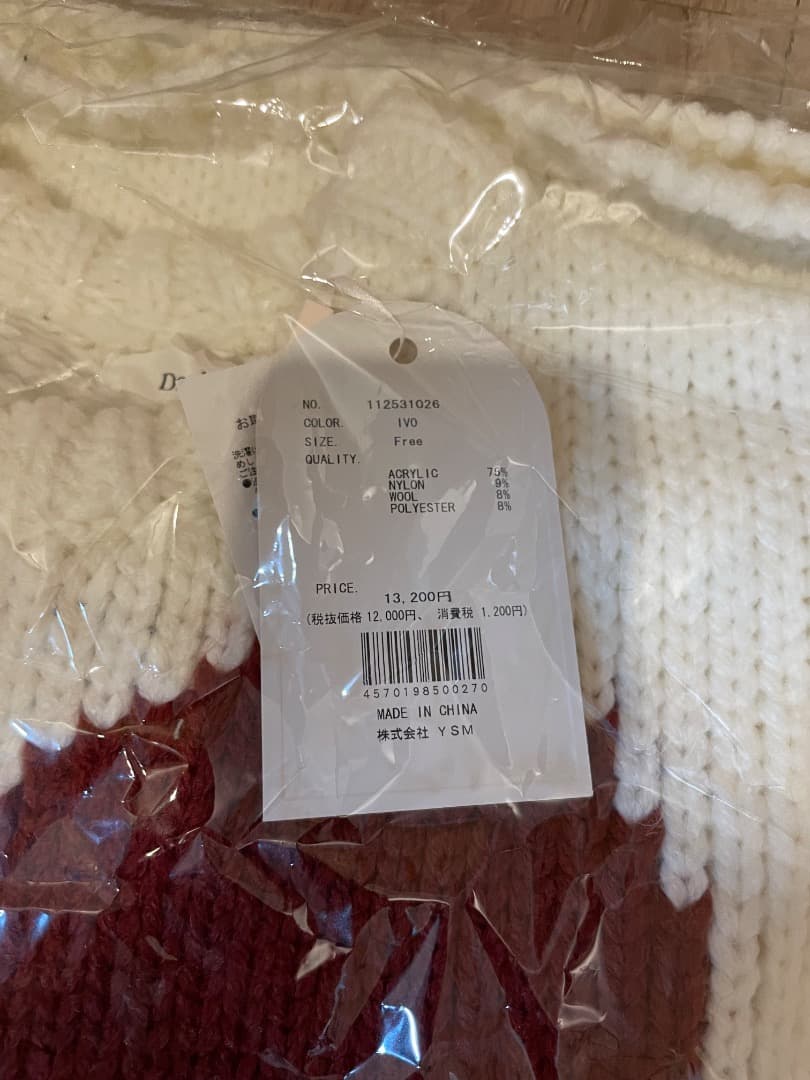 NO. 112531026
COLOR. IVO
SIZE. Free
QUALITY.
ACRYLIC 75%
NYLON 9%
WOOL 8%
POLYESTER 8%
PRICE. 13,200円
(税抜価格 12,000円、 消費税 1,200円)
4570198500270
MADE IN CHINA
株式会社 YSM